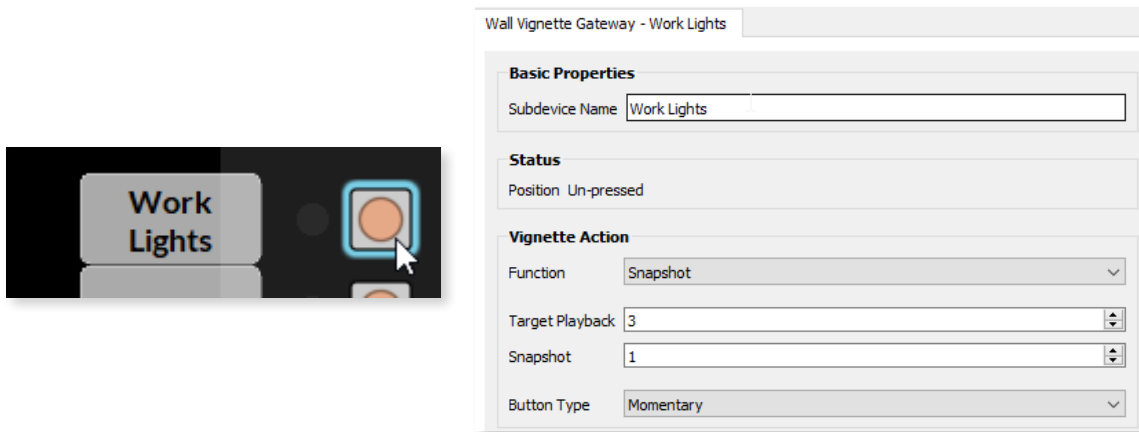 Work
Lights
Wall Vignette Gateway - Work Lights
Basic Properties
Subdevice Name Work Lights
Status
Position Un-pressed
Vignette Action
Function Snapshot
Target Playback 3
Snapshot 1
Button Type Momentary